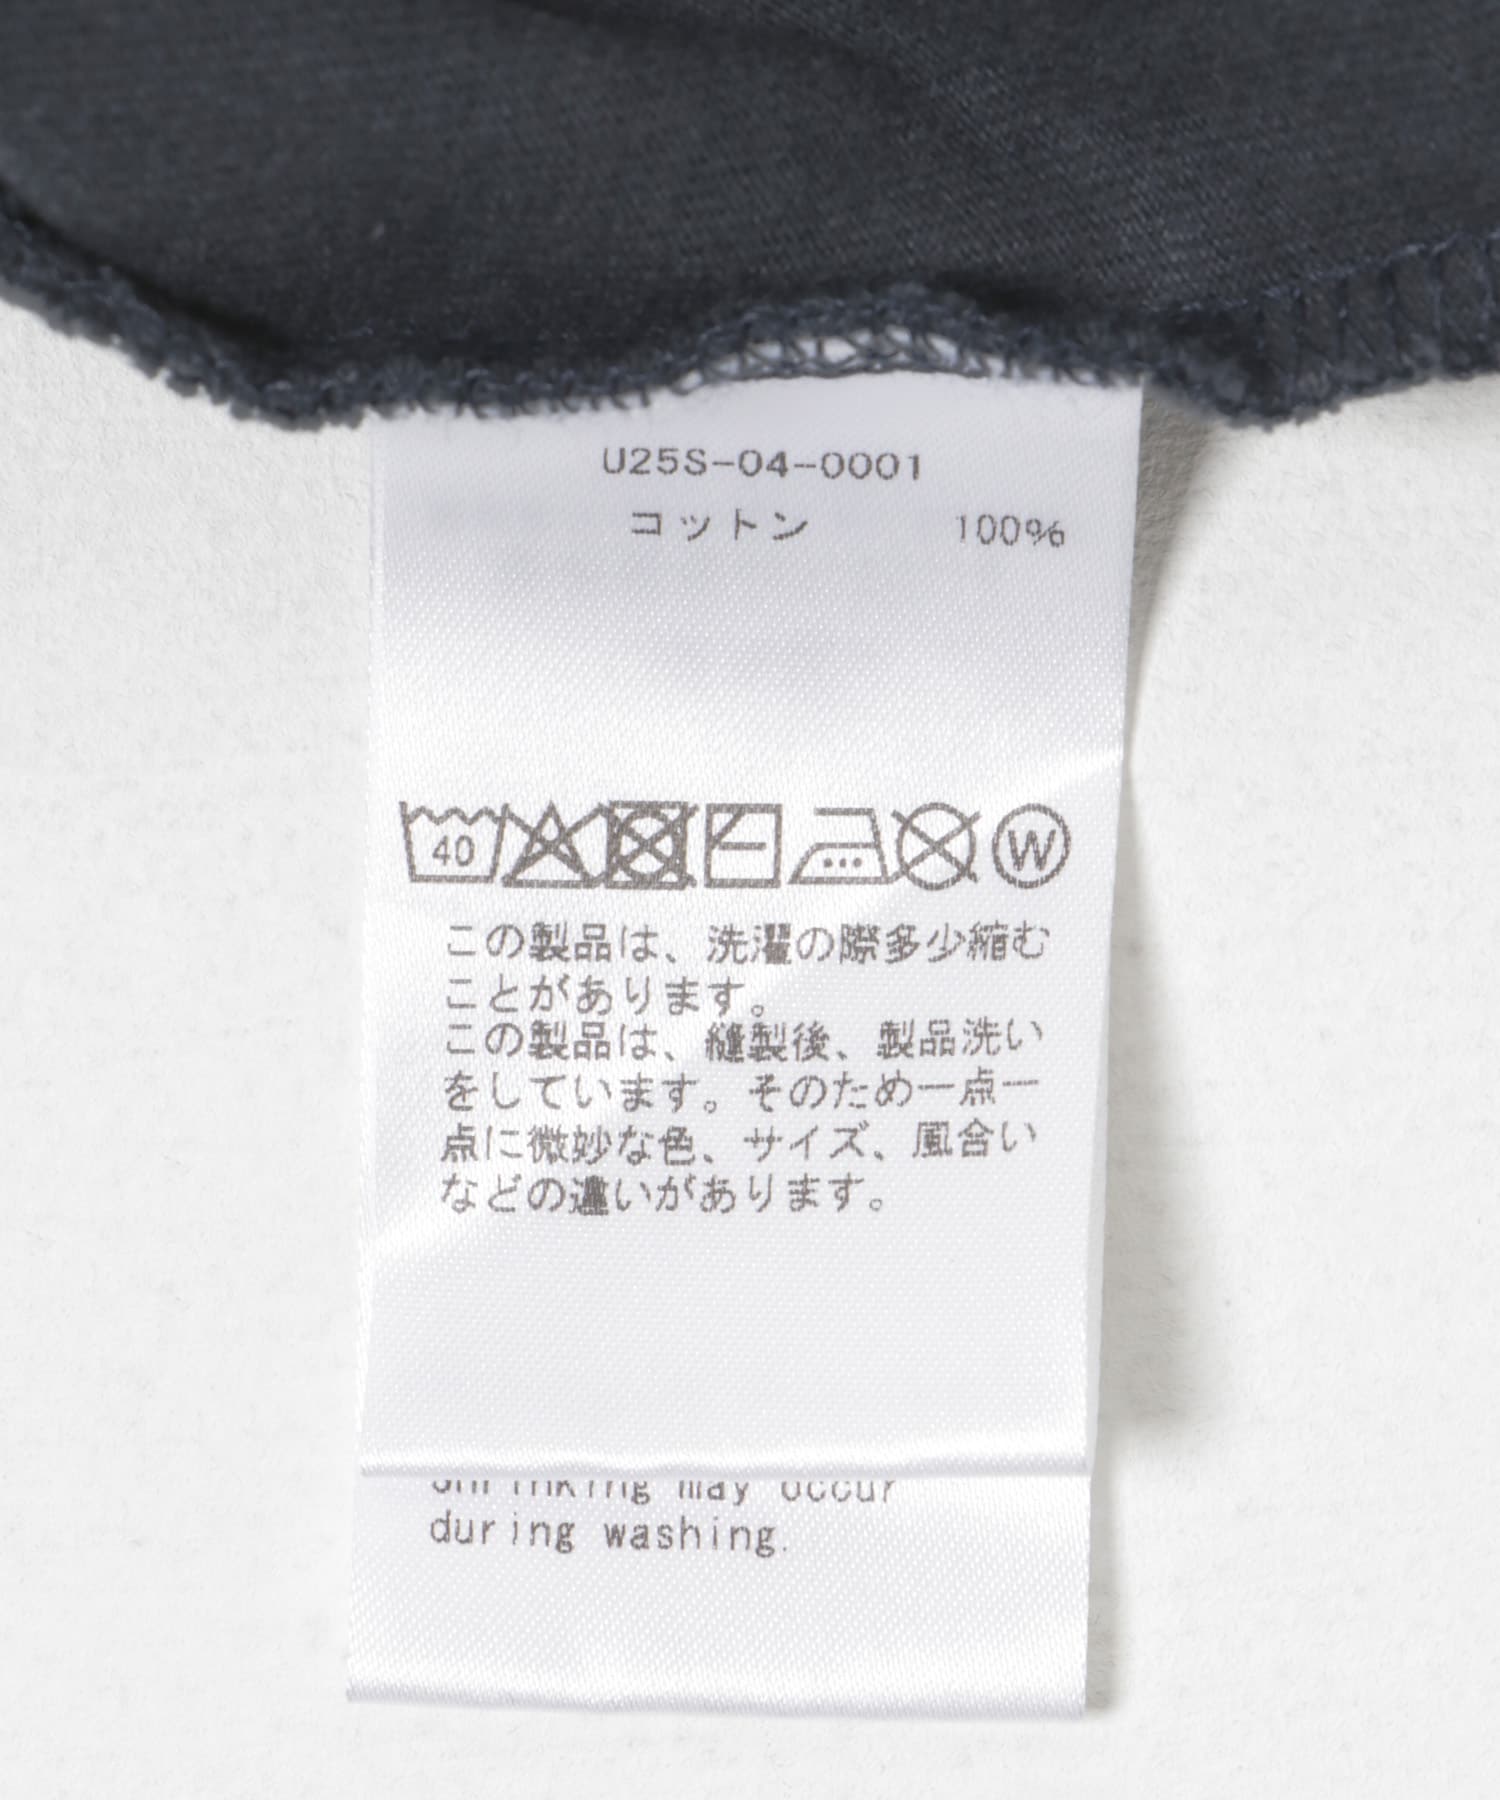 U25S-04-0001
コットン 100%
40
W
この製品は、洗濯の際多少縮む
ことがあります。
この製品は、縫製後、製品洗い
をしています。そのため一点一
点に微妙な色、サイズ、風合い
などの違いがあります。
Shrinking may occur
during washing.